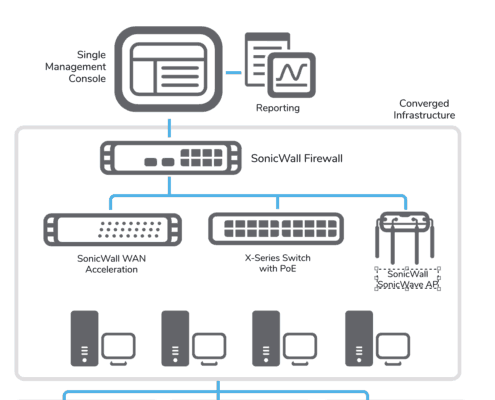 Single
Management
Console
Reporting
Converged
Infrastructure
SonicWall Firewall
SonicWall WAN
Acceleration
X-Series Switch
with PoE
SonicWall
SonicWave AP